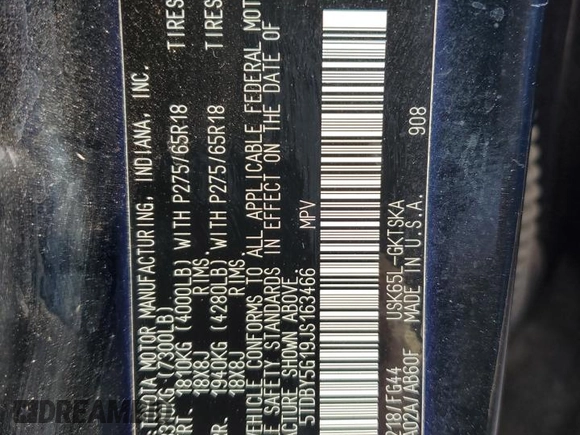 TOYOTA MOTOR MANUFACTURING, INDIANA, INC.
(7300LB) TIRES
1810KG (4000LB) WITH P275/65R18 TIRES
18X8J RIMS,
1940KG (4280LB) WITH P275/65R18
18X8J RIMS,
VEHICLE CONFORMS TO ALL APPLICABLE FEDERAL MOT
SAFETY STANDARDS IN EFFECT ON THE DATE OF
SHOWN ABOVE.
5TDDBY5G19JS163466 MPV
218/FG44 USK65L-GKTSKA 908
A02A/AB60F MADE IN U.S.A.